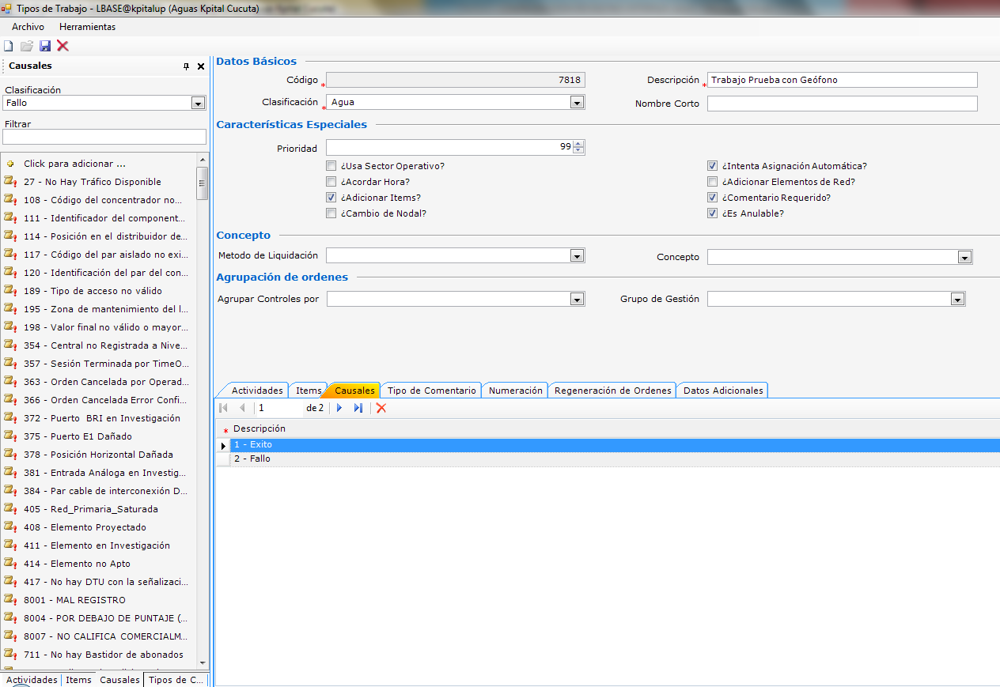 Tipos de Trabajo - LBASE@kpitalup (Aguas Kpital Cucuta)
Archivo Herramientas
Causales
Clasificación
Fallo
Filtrar
Click para adicionar ...
27 - No Hay Tráfico Disponible
108 - Código del concentrador no...
111 - Identificador del component...
114 - Posición en el distribuidor de...
117 - Código del par aislado no exi...
120 - Identificación del par del con...
189 - Tipo de acceso no válido
195 - Zona de mantenimiento del l...
198 - Valor final no válido o mayor...
354 - Central no Registrada a Nive...
357 - Sesión Terminada por TimeO...
363 - Orden Cancelada por Operad...
366 - Orden Cancelada Error Confi...
372 - Puerto BRI en Investigación
375 - Puerto E1 Dañado
378 - Posición Horizontal Dañada
381 - Entrada Análoga en Investig...
384 - Par cable de interconexión D...
405 - Red_Primaria_Saturada
408 - Elemento Proyectado
411 - Elemento en Investigación
414 - Elemento no Apto
417 - No hay DTU con la señalizaci...
8001 - MAL REGISTRO
8004 - POR DEBAJO DE PUNTAJE (...
8007 - NO CALIFICA COMERCIALM...
711 - No hay Bastidor de abonados
Actividades Items Causales Tipos de C...
Datos Básicos
Código * 7818 Descripción * Trabajo Prueba con Geófono
Clasificación * Agua Nombre Corto
Características Especiales
Prioridad 99
¿Usa Sector Operativo? ¿Intenta Asignación Automática?
¿Acordar Hora? ¿Adicionar Elementos de Red?
¿Adicionar Items? ¿Comentario Requerido?
¿Cambio de Nodal? ¿Es Anulable?
Concepto
Metodo de Liquidación Concepto
Agrupación de ordenes
Agrupar Controles por Grupo de Gestión
Actividades Items Causales Tipo de Comentario Numeración Regeneración de Ordenes Datos Adicionales
1 de 2
* Descripción
1 - Exito
2 - Fallo